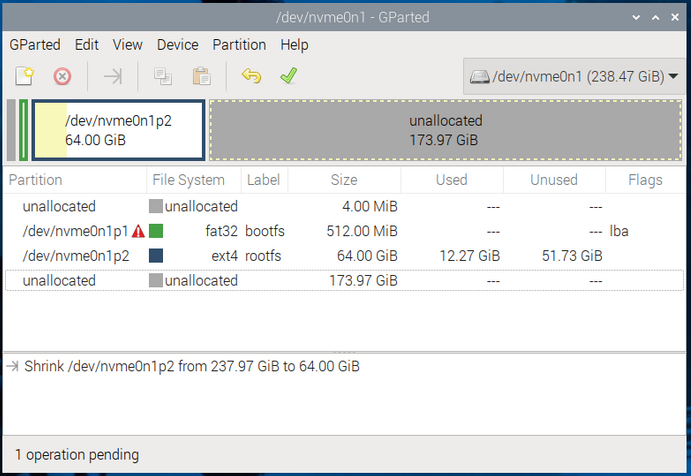 /dev/nvme0n1 - GParted
GParted Edit View Device Partition Help
/dev/nvme0n1 (238.47 GiB)
/dev/nvme0n1p2
64.00 GiB
unallocated
173.97 GiB
Partition File System Label Size Used Unused Flags
unallocated unallocated 4.00 MiB --- ---
/dev/nvme0n1p1 fat32 bootfs 512.00 MiB --- --- lba
/dev/nvme0n1p2 ext4 rootfs 64.00 GiB 12.27 GiB 51.73 GiB
unallocated unallocated 173.97 GiB --- ---
Shrink /dev/nvme0n1p2 from 237.97 GiB to 64.00 GiB
1 operation pending